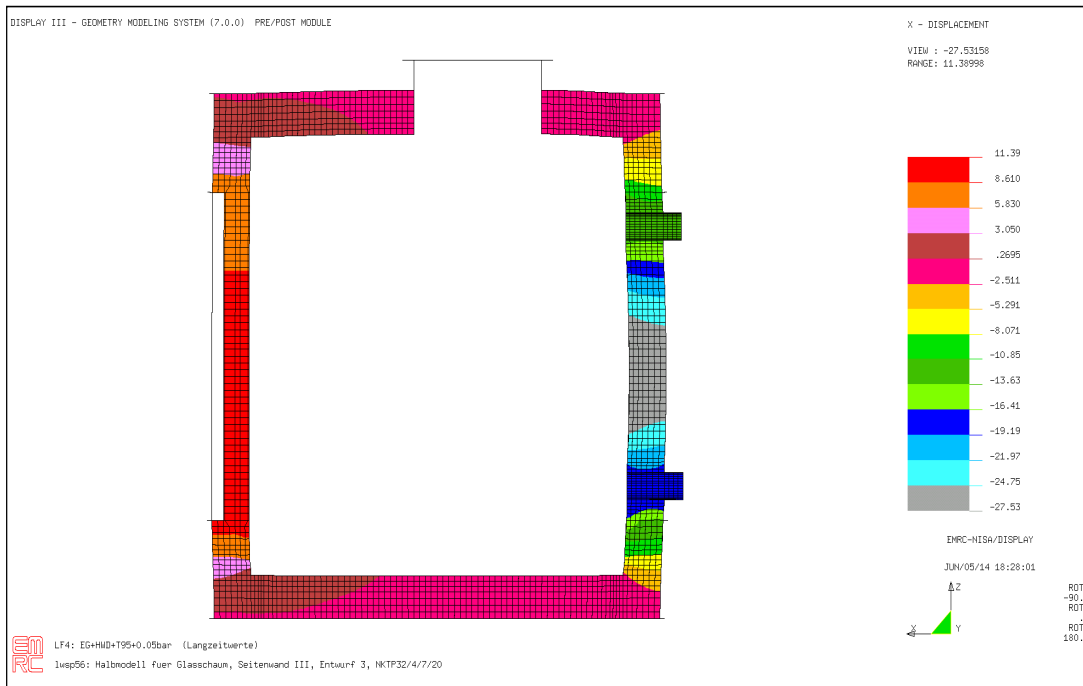 DISPLAY III - GEOMETRY MODELING SYSTEM (7.0.0) PRE/POST MODULE
X - DISPLACEMENT
VIEW : -27.53158
RANGE: 11.38998
11.39
8.610
5.830
3.050
.2695
-2.511
-5.291
-8.071
-10.85
-13.63
-16.41
-19.19
-21.97
-24.75
-27.53
EMRC-NISA/DISPLAY
JUN/05/14 18:28:01
Z
X
Y
ROT
-90.
ROT
.
ROT
180.
EMRC
LF4: EG+HWD+T95+0.05bar (Langzeitwerte)
lwsp56: Halbmodell fuer Glasschaum, Seitenwand III, Entwurf 3, NKTP32/4/7/20